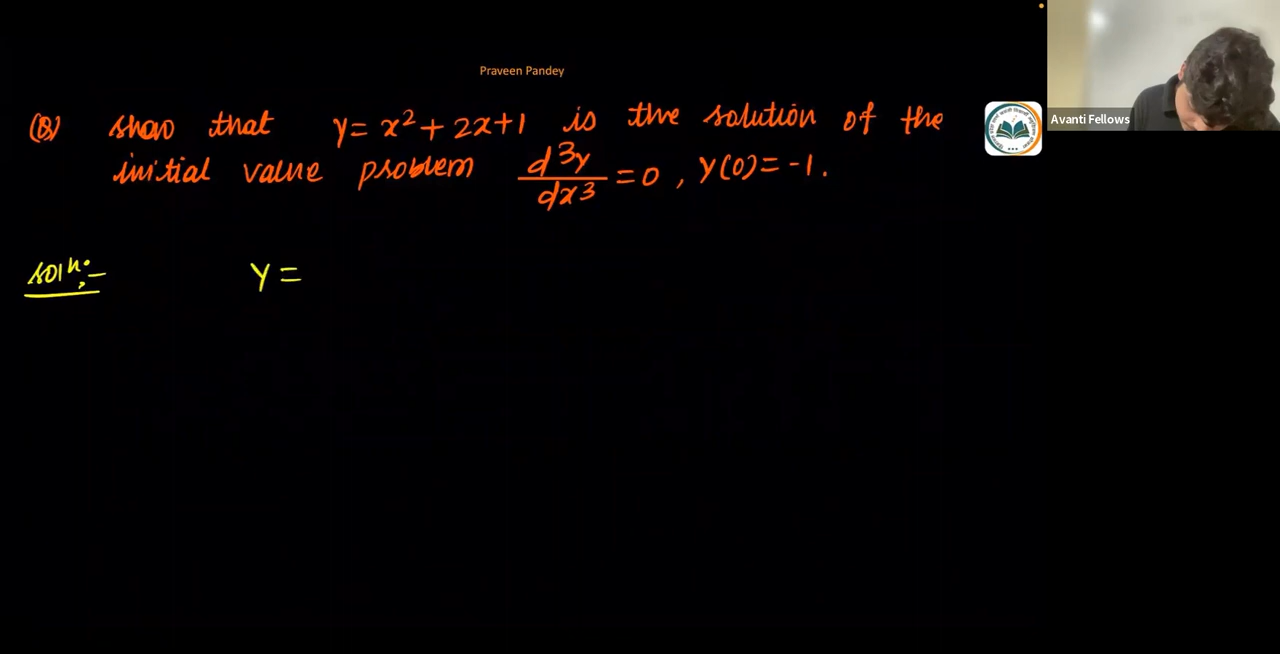 Praveen Pandey
(Q) show that y = x² + 2x + 1 is the solution of the
initial value problem d³y/dx³ = 0, y(0) = -1.
Avanti Fellows
soln:-
y =